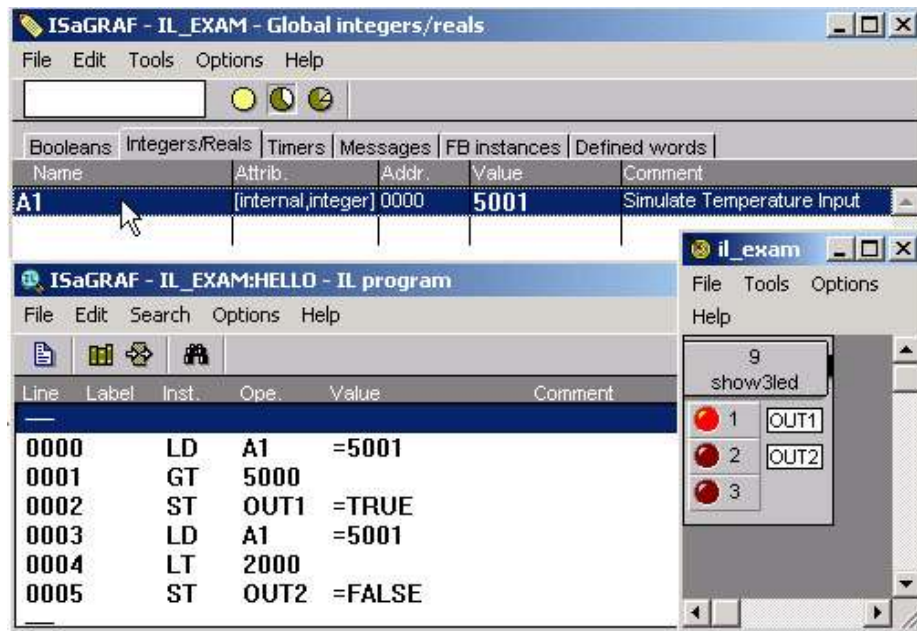 ISaGRAF - IL_EXAM - Global integers/reals
File Edit Tools Options Help
Booleans Integers/Reals Timers Messages FB instances Defined words
Name Attrib. Addr. Value Comment
A1 [internal,integer] 0000 5001 Simulate Temperature Input
ISaGRAF - IL_EXAM:HELLO - IL program
File Edit Search Options Help
Line Label Inst. Ope. Value Comment
0000 LD A1 =5001
0001 GT 5000
0002 ST OUT1 =TRUE
0003 LD A1 =5001
0004 LT 2000
0005 ST OUT2 =FALSE
il_exam
File Tools Options
Help
9
show3led
1 OUT1
2 OUT2
3